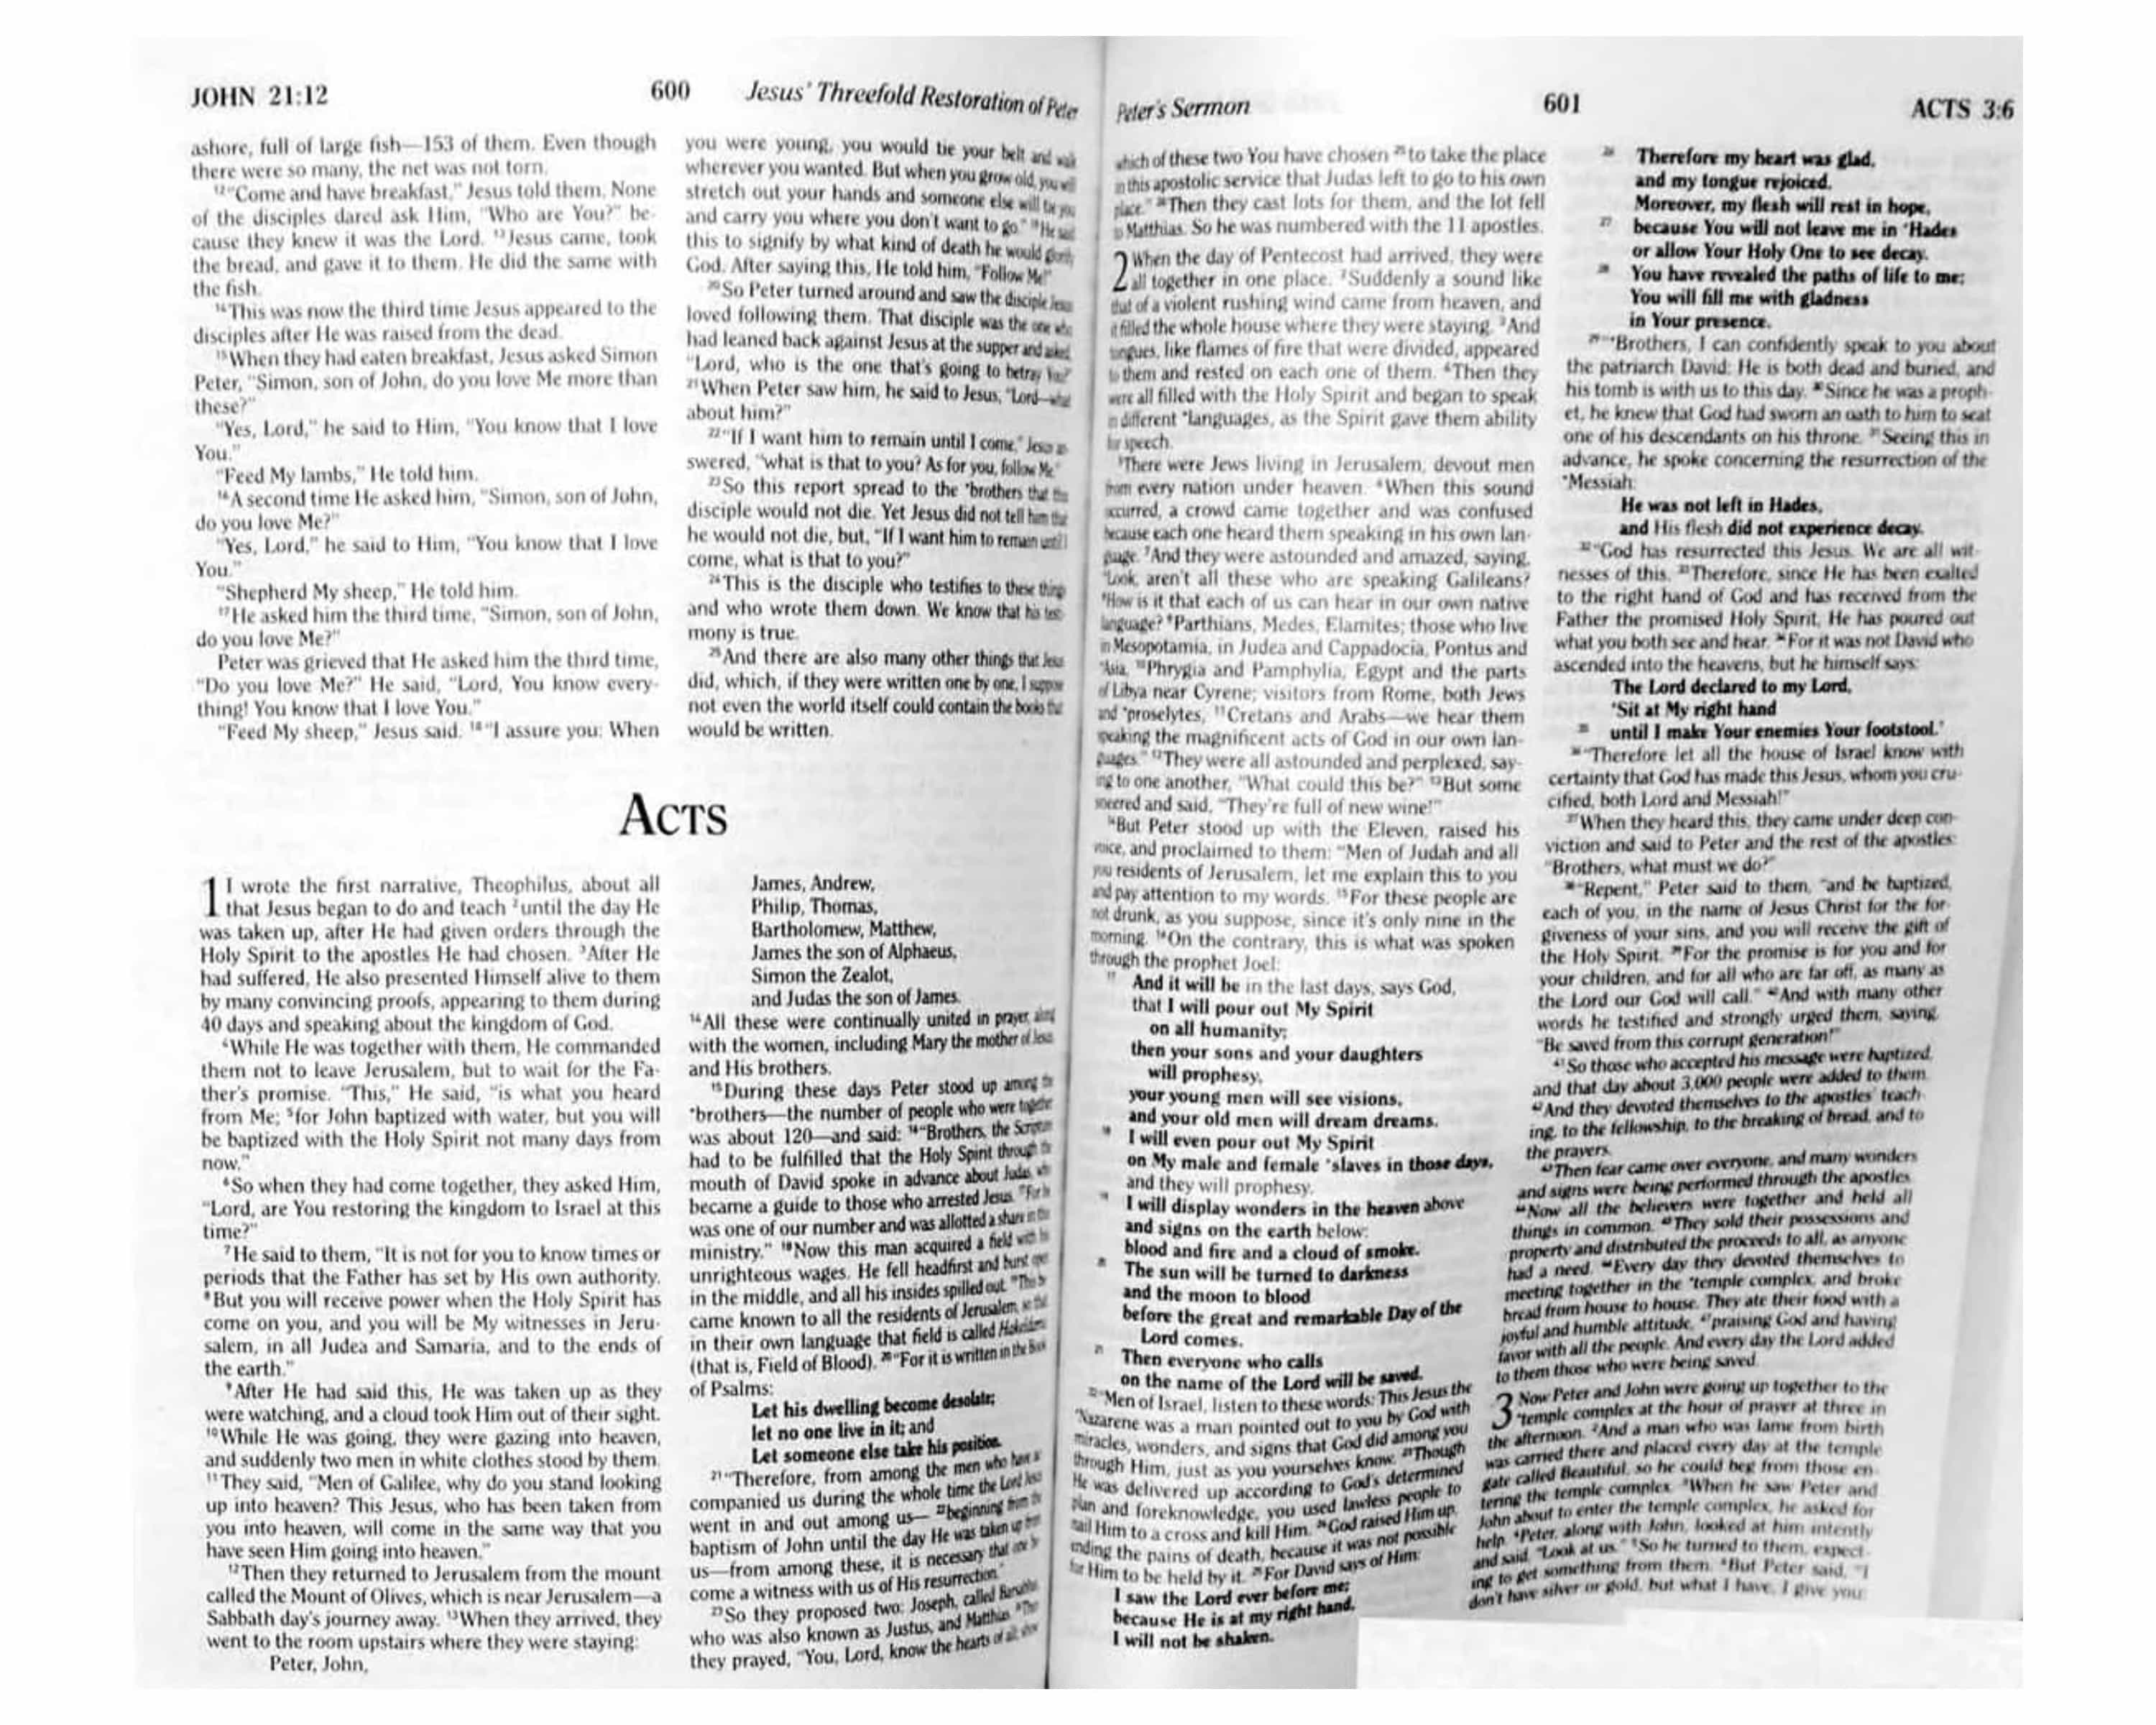 JOHN 21:12
600
Jesus' Threefold Restoration of Peter
ashore, full of large fish—153 of them. Even though
there were so many, the net was not torn.
12"Come and have breakfast," Jesus told them. None
of the disciples dared ask Him, "Who are You?" be-
cause they knew it was the Lord. 13Jesus came, took
the bread, and gave it to them. He did the same with
the fish.
14This was now the third time Jesus appeared to the
disciples after He was raised from the dead.
15When they had eaten breakfast, Jesus asked Simon
Peter, "Simon, son of John, do you love Me more than
these?"
"Yes, Lord," he said to Him, "You know that I love
You."
"Feed My lambs," He told him.
16A second time He asked him, "Simon, son of John,
do you love Me?"
"Yes, Lord," he said to Him, "You know that I love
You."
"Shepherd My sheep," He told him.
17He asked him the third time, "Simon, son of John,
do you love Me?"
Peter was grieved that He asked him the third time,
"Do you love Me?" He said, "Lord, You know every-
thing! You know that I love You."
"Feed My sheep," Jesus said. 18"I assure you: When
you were young, you would tie your belt and walk
wherever you wanted. But when you grow old, you will
stretch out your hands and someone else will tie you
and carry you where you don't want to go." 19He said
this to signify by what kind of death he would glorify
God. After saying this, He told him, "Follow Me!"
20So Peter turned around and saw the disciple Jesus
loved following them. That disciple was the one who
had leaned back against Jesus at the supper and asked,
"Lord, who is the one that's going to betray You?"
21When Peter saw him, he said to Jesus, "Lord—what
about him?"
22"If I want him to remain until I come," Jesus an-
swered, "what is that to you? As for you, follow Me."
23So this report spread to the *brothers that this
disciple would not die. Yet Jesus did not tell him that
he would not die, but, "If I want him to remain until I
come, what is that to you?"
24This is the disciple who testifies to these things
and who wrote them down. We know that his testi-
mony is true.
25And there are also many other things that Jesus
did, which, if they were written one by one, I suppose
not even the world itself could contain the books that
would be written.
ACTS
1 I wrote the first narrative, Theophilus, about all
that Jesus began to do and teach 2until the day He
was taken up, after He had given orders through the
Holy Spirit to the apostles He had chosen. 3After He
had suffered, He also presented Himself alive to them
by many convincing proofs, appearing to them during
40 days and speaking about the kingdom of God.
4While He was together with them, He commanded
them not to leave Jerusalem, but to wait for the Fa-
ther's promise. "This," He said, "is what you heard
from Me; 5for John baptized with water, but you will
be baptized with the Holy Spirit not many days from
now."
6So when they had come together, they asked Him,
"Lord, are You restoring the kingdom to Israel at this
time?"
7He said to them, "It is not for you to know times or
periods that the Father has set by His own authority.
8But you will receive power when the Holy Spirit has
come on you, and you will be My witnesses in Jeru-
salem, in all Judea and Samaria, and to the ends of
the earth."
9After He had said this, He was taken up as they
were watching, and a cloud took Him out of their sight.
10While He was going, they were gazing into heaven,
and suddenly two men in white clothes stood by them.
11They said, "Men of Galilee, why do you stand looking
up into heaven? This Jesus, who has been taken from
you into heaven, will come in the same way that you
have seen Him going into heaven."
12Then they returned to Jerusalem from the mount
called the Mount of Olives, which is near Jerusalem—a
Sabbath day's journey away. 13When they arrived, they
went to the room upstairs where they were staying:
Peter, John,
James, Andrew,
Philip, Thomas,
Bartholomew, Matthew,
James the son of Alphaeus,
Simon the Zealot,
and Judas the son of James.
14All these were continually united in prayer, along
with the women, including Mary the mother of Jesus
and His brothers.
15During these days Peter stood up among the
*brothers—the number of people who were together
was about 120—and said: 16"Brothers, the Scripture
had to be fulfilled that the Holy Spirit through the
mouth of David spoke in advance about Judas, who
became a guide to those who arrested Jesus. 17For he
was one of our number and was allotted a share in this
ministry." 18Now this man acquired a field with his
unrighteous wages. He fell headfirst and burst open
in the middle, and all his insides spilled out. 19This be-
came known to all the residents of Jerusalem, so that
in their own language that field is called Hakeldama
(that is, Field of Blood). 20"For it is written in the Book
of Psalms:
Let his dwelling become desolate;
let no one live in it; and
Let someone else take his position.
21"Therefore, from among the men who have ac-
companied us during the whole time the Lord Jesus
went in and out among us— 22beginning from the
baptism of John until the day He was taken up from
us—from among these, it is necessary that one be-
come a witness with us of His resurrection."
23So they proposed two: Joseph, called Barsabbas,
who was also known as Justus, and Matthias. 24Then
they prayed, "You, Lord, know the hearts of all; show
Peter's Sermon
601
ACTS 3:6
which of these two You have chosen 25to take the place
in this apostolic service that Judas left to go to his own
place." 26Then they cast lots for them, and the lot fell
to Matthias. So he was numbered with the 11 apostles.
2 When the day of Pentecost had arrived, they were
all together in one place. 2Suddenly a sound like
that of a violent rushing wind came from heaven, and
it filled the whole house where they were staying. 3And
tongues, like flames of fire that were divided, appeared
to them and rested on each one of them. 4Then they
were all filled with the Holy Spirit and began to speak
in different *languages, as the Spirit gave them ability
for speech.
5There were Jews living in Jerusalem, devout men
from every nation under heaven. 6When this sound
occurred, a crowd came together and was confused
because each one heard them speaking in his own lan-
guage. 7And they were astounded and amazed, saying,
"Look, aren't all these who are speaking Galileans?
8How is it that each of us can hear in our own native
language? 9Parthians, Medes, Elamites; those who live
in Mesopotamia, in Judea and Cappadocia, Pontus and
*Asia, 10Phrygia and Pamphylia, Egypt and the parts
of Libya near Cyrene; visitors from Rome, both Jews
and *proselytes, 11Cretans and Arabs—we hear them
speaking the magnificent acts of God in our own lan-
guages." 12They were all astounded and perplexed, say-
ing to one another, "What could this be?" 13But some
sneered and said, "They're full of new wine!"
14But Peter stood up with the Eleven, raised his
voice, and proclaimed to them: "Men of Judah and all
you residents of Jerusalem, let me explain this to you
and pay attention to my words. 15For these people are
not drunk, as you suppose, since it's only nine in the
morning. 16On the contrary, this is what was spoken
through the prophet Joel:
17 And it will be in the last days, says God,
that I will pour out My Spirit
on all humanity;
then your sons and your daughters
will prophesy,
your young men will see visions,
and your old men will dream dreams.
18 I will even pour out My Spirit
on My male and female *slaves in those days,
and they will prophesy.
19 I will display wonders in the heaven above
and signs on the earth below:
blood and fire and a cloud of smoke.
20 The sun will be turned to darkness
and the moon to blood
before the great and remarkable Day of the
Lord comes.
21 Then everyone who calls
on the name of the Lord will be saved.
22"Men of Israel, listen to these words: This Jesus the
*Nazarene was a man pointed out to you by God with
miracles, wonders, and signs that God did among you
through Him, just as you yourselves know. 23Though
He was delivered up according to God's determined
plan and foreknowledge, you used lawless people to
nail Him to a cross and kill Him. 24God raised Him up,
ending the pains of death, because it was not possible
for Him to be held by it. 25For David says of Him:
I saw the Lord ever before me;
because He is at my right hand,
I will not be shaken.
26 Therefore my heart was glad,
and my tongue rejoiced.
Moreover, my flesh will rest in hope,
27 because You will not leave me in *Hades
or allow Your Holy One to see decay.
28 You have revealed the paths of life to me;
You will fill me with gladness
in Your presence.
29"Brothers, I can confidently speak to you about
the patriarch David: He is both dead and buried, and
his tomb is with us to this day. 30Since he was a proph-
et, he knew that God had sworn an oath to him to seat
one of his descendants on his throne. 31Seeing this in
advance, he spoke concerning the resurrection of the
*Messiah:
He was not left in Hades,
and His flesh did not experience decay.
32"God has resurrected this Jesus. We are all wit-
nesses of this. 33Therefore, since He has been exalted
to the right hand of God and has received from the
Father the promised Holy Spirit, He has poured out
what you both see and hear. 34For it was not David who
ascended into the heavens, but he himself says:
The Lord declared to my Lord,
'Sit at My right hand
35 until I make Your enemies Your footstool.'
36"Therefore let all the house of Israel know with
certainty that God has made this Jesus, whom you cru-
cified, both Lord and Messiah!"
37When they heard this, they came under deep con-
viction and said to Peter and the rest of the apostles:
"Brothers, what must we do?"
38"Repent," Peter said to them, "and be baptized,
each of you, in the name of Jesus Christ for the for-
giveness of your sins, and you will receive the gift of
the Holy Spirit. 39For the promise is for you and for
your children, and for all who are far off, as many as
the Lord our God will call." 40And with many other
words he testified and strongly urged them, saying,
"Be saved from this corrupt generation!"
41So those who accepted his message were baptized,
and that day about 3,000 people were added to them.
42And they devoted themselves to the apostles' teach-
ing, to the fellowship, to the breaking of bread, and to
the prayers.
43Then fear came over everyone, and many wonders
and signs were being performed through the apostles.
44Now all the believers were together and held all
things in common. 45They sold their possessions and
property and distributed the proceeds to all, as anyone
had a need. 46Every day they devoted themselves to
meeting together in the *temple complex, and broke
bread from house to house. They ate their food with a
joyful and humble attitude, 47praising God and having
favor with all the people. And every day the Lord added
to them those who were being saved.
3 Now Peter and John were going up together to the
*temple complex at the hour of prayer at three in
the afternoon. 2And a man who was lame from birth
was carried there and placed every day at the temple
gate called Beautiful, so he could beg from those en-
tering the temple complex. 3When he saw Peter and
John about to enter the temple complex, he asked for
help. 4Peter, along with John, looked at him intently
and said, "Look at us." 5So he turned to them, expect-
ing to get something from them. 6But Peter said, "I
don't have silver or gold, but what I have, I give you: